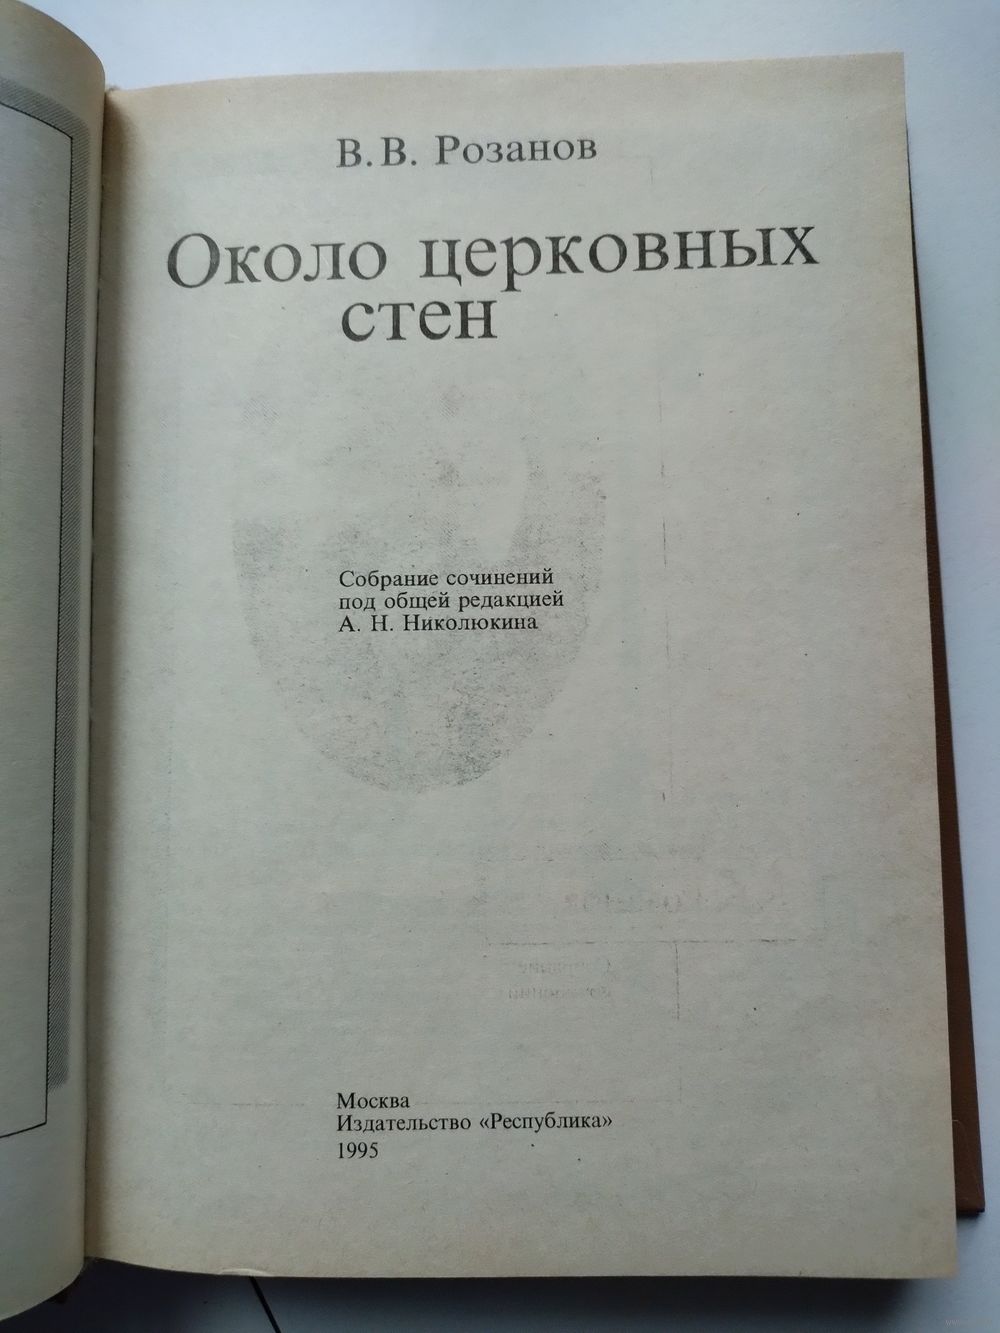 В. В. Розанов
Около церковных
стен
Собрание сочинений
под общей редакцией
А. Н. Николюкина
Москва
Издательство «Республика»
1995